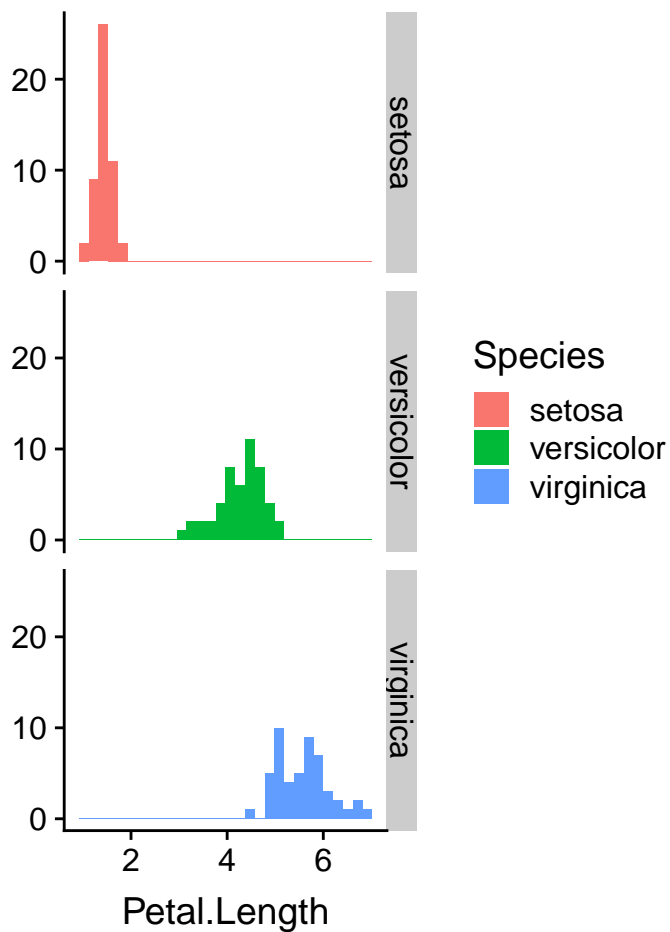 20
10
0
setosa
20
10
0
versicolor
20
10
0
virginica
2 4 6
Petal.Length
Species
setosa
versicolor
virginica